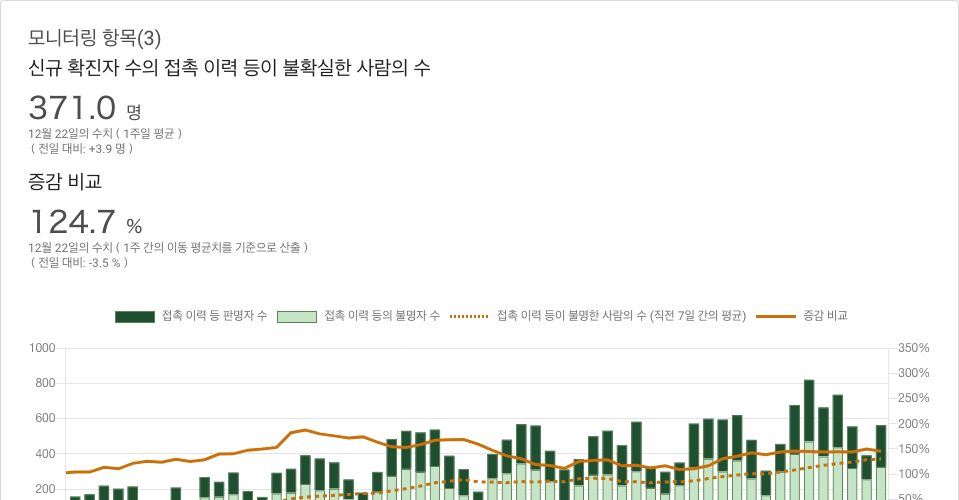 모니터링 항목(3)
신규 확진자 수의 접촉 이력 등이 불확실한 사람의 수
371.0 명
12월 22일의 수치 ( 1주일 평균 )
( 전일 대비: +3.9 명 )
증감 비교
124.7 %
12월 22일의 수치 ( 1주 간의 이동 평균치를 기준으로 산출 )
( 전일 대비: -3.5 % )
접촉 이력 등 판명자 수 접촉 이력 등의 불명자 수 접촉 이력 등이 불명한 사람의 수 (직전 7일 간의 평균) 증감 비교
1000 350%
300%
800
250%
600 200%
400 150%
100%
200
50%